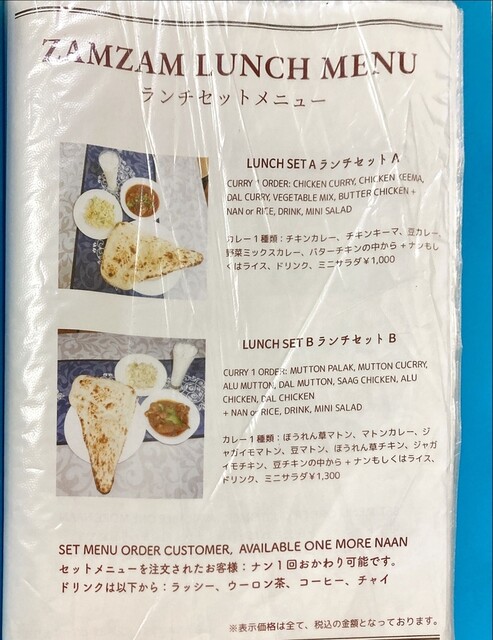 ZAMZAM LUNCH MENU
ランチセットメニュー
LUNCH SET A ランチセット A
CURRY 1 ORDER: CHICKEN CURRY, CHICKEN KEEMA,
DAL CURRY, VEGETABLE MIX, BUTTER CHICKEN +
NAN or RICE, DRINK, MINI SALAD
カレー１種類：チキンカレー、チキンキーマ、豆カレー、
野菜ミックスカレー、バターチキンの中から + ナンもし
くはライス、ドリンク、ミニサラダ￥1,000
LUNCH SET B ランチセット B
CURRY 1 ORDER: MUTTON PALAK, MUTTON CUCRRY,
ALU MUTTON, DAL MUTTON, SAAG CHICKEN, ALU
CHICKEN, DAL CHICKEN
+ NAN or RICE, DRINK, MINI SALAD
カレー１種類：ほうれん草マトン、マトンカレー、ジ
ャガイモマトン、豆マトン、ほうれん草チキン、ジャガ
イモチキン、豆チキンの中から + ナンもしくはライス、
ドリンク、ミニサラダ￥1,300
SET MENU ORDER CUSTOMER, AVAILABLE ONE MORE NAAN
セットメニューを注文されたお客様：ナン１回おかわり可能です。
ドリンクは以下から：ラッシー、ウーロン茶、コーヒー、チャイ
※表示価格は全て、税込の金額となっております。